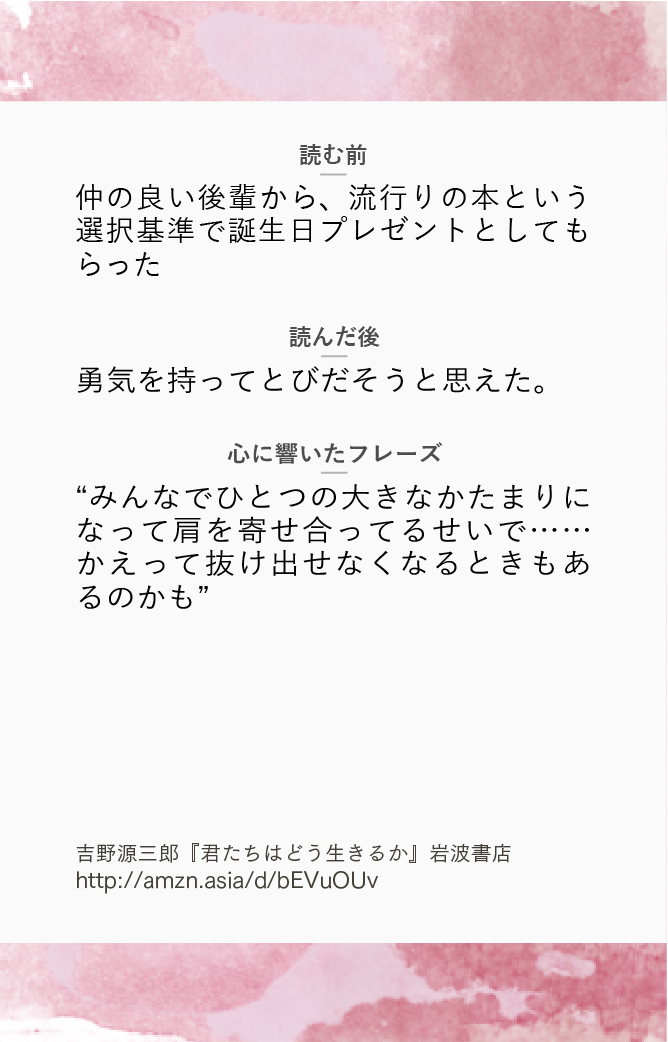 読む前
仲の良い後輩から、流行りの本という
選択基準で誕生日プレゼントとしても
らった
読んだ後
勇気を持ってとびだそうと思えた。
心に響いたフレーズ
“みんなでひとつの大きなかたまりに
なって肩を寄せ合ってるせいで……
かえって抜け出せなくなるときもあ
るのかも”
吉野源三郎『君たちはどう生きるか』岩波書店
http://amzn.asia/d/bEVuOUv